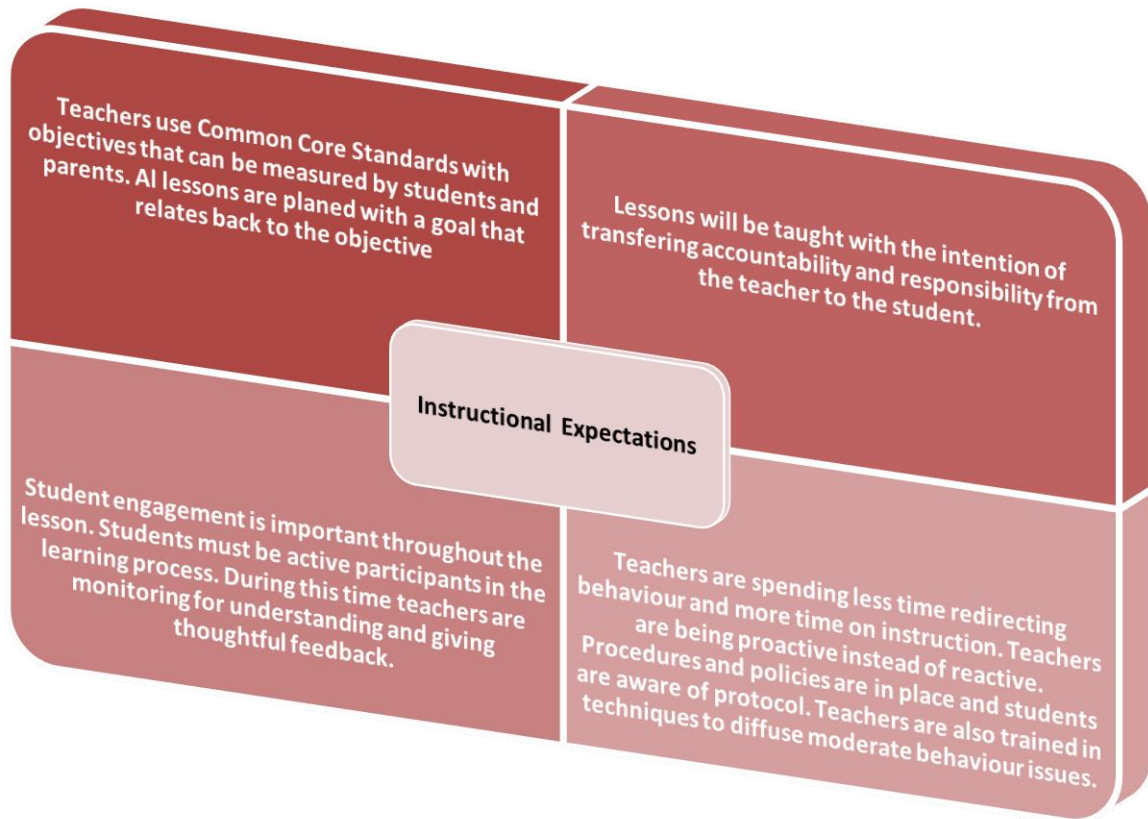 Teachers use Common Core Standards with
objectives that can be measured by students and
parents. Al lessons are planed with a goal that
relates back to the objective
Lessons will be taught with the intention of
transfering accountability and responsibility from
the teacher to the student.
Instructional Expectations
Student engagement is important throughout the
lesson. Students must be active participants in the
learning process. During this time teachers are
monitoring for understanding and giving
thoughtful feedback.
Teachers are spending less time redirecting
behaviour and more time on instruction. Teachers
are being proactive instead of reactive.
Procedures and policies are in place and students
are aware of protocol. Teachers are also trained in
techniques to diffuse moderate behaviour issues.